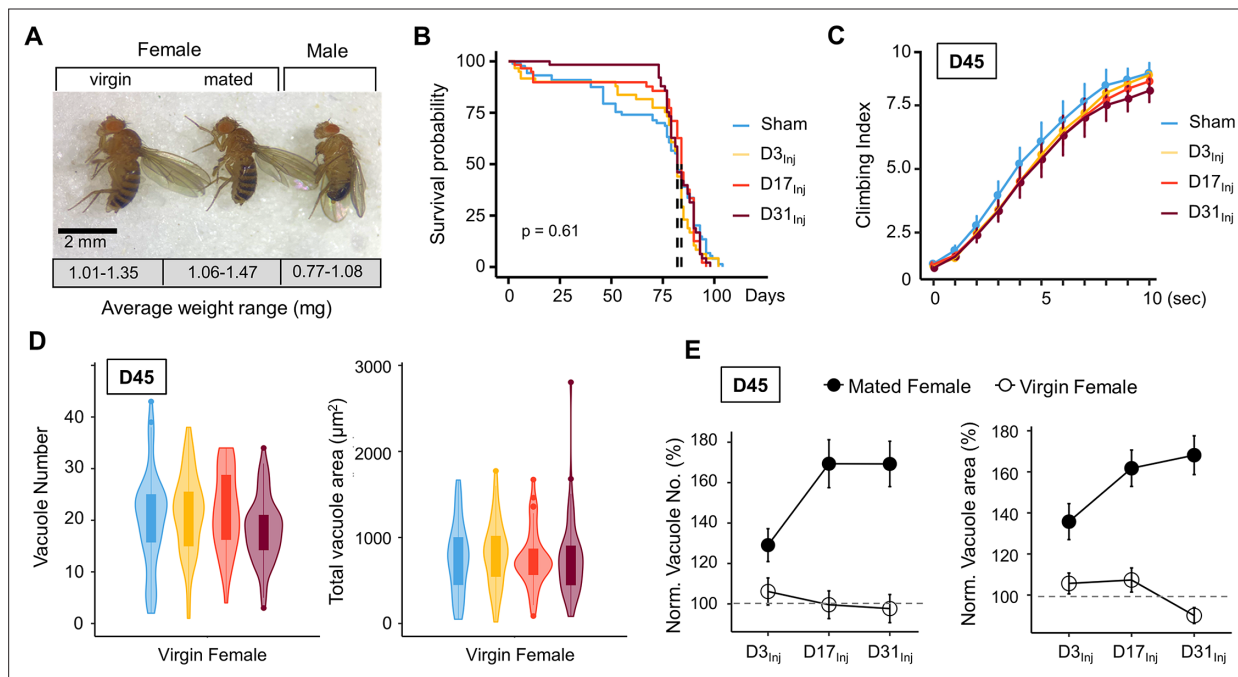 A
Female
Male
virgin
mated
2 mm
1.01-1.35
1.06-1.47
0.77-1.08
Average weight range (mg)
B
Survival probability
100
75
50
25
0
p = 0.61
0
25
50
75
100
Days
Sham
D3Inj
D17Inj
D31Inj
C
D45
Climbing Index
10
7.5
5.0
2.5
0
0
5
10 (sec)
Sham
D3Inj
D17Inj
D31Inj
D
D45
Vacuole Number
40
30
20
10
0
Virgin Female
Total vacuole area (µm²)
3000
2000
1000
0
Virgin Female
E
D45
Mated Female
Virgin Female
Norm. Vacuole No. (%)
180
160
140
120
100
D3Inj
D17Inj
D31Inj
Norm. Vacuole area (%)
180
160
140
120
100
D3Inj
D17Inj
D31Inj